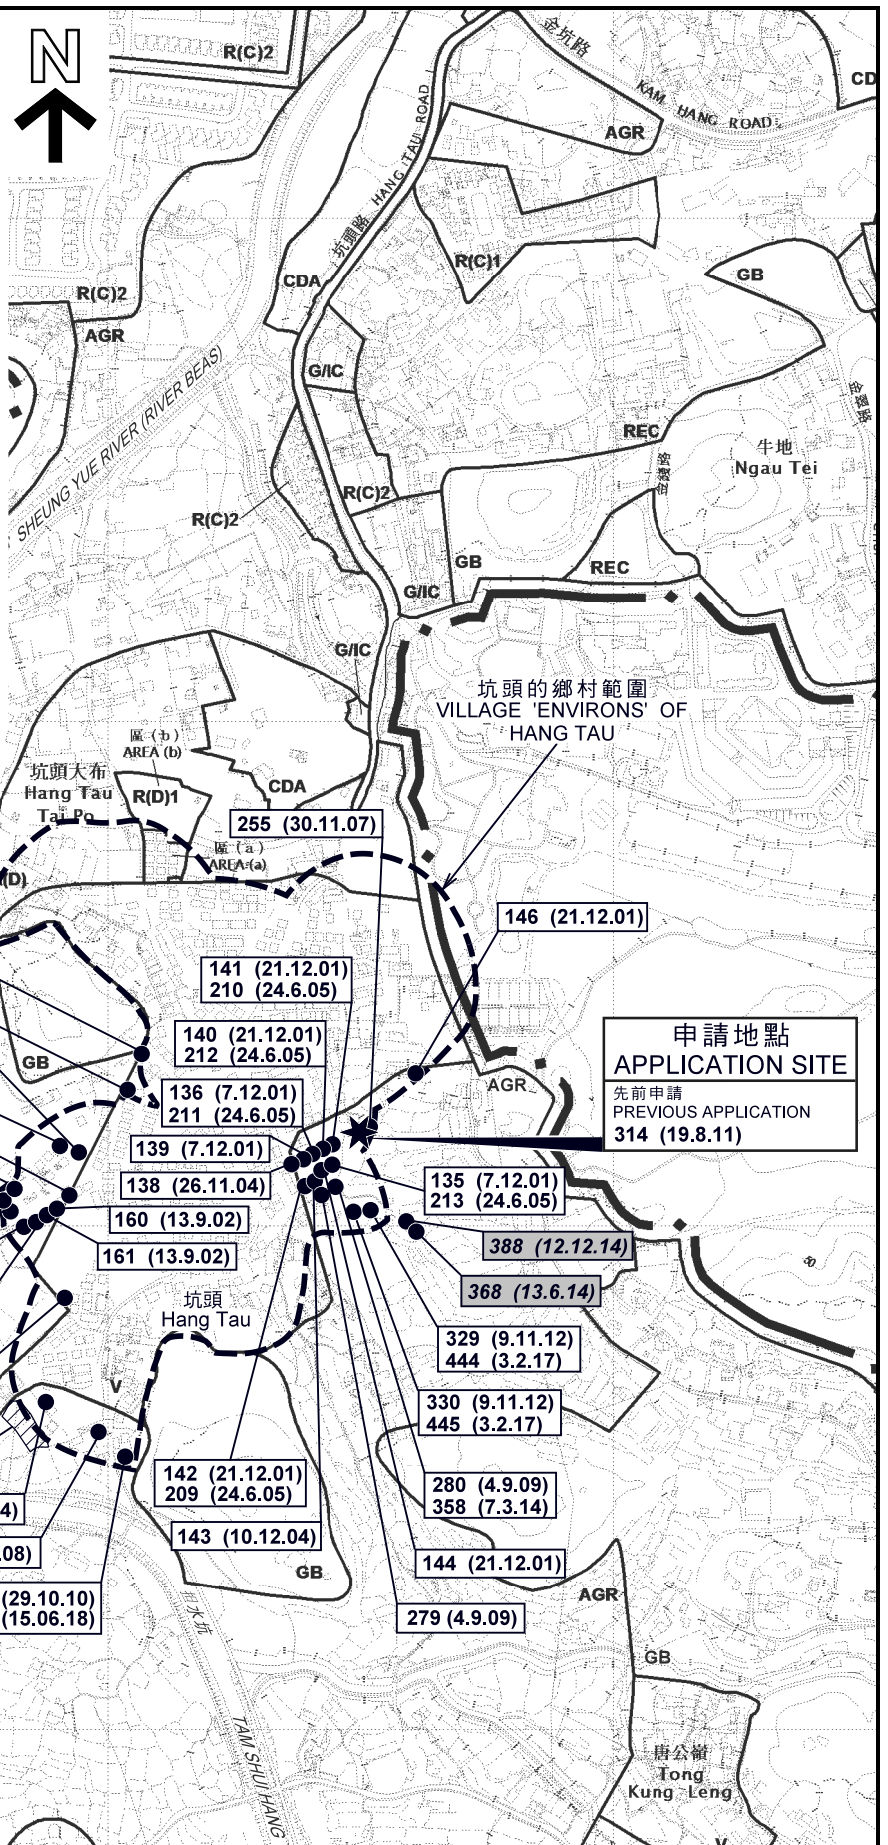 N
R(C)2
金坑路
KAM HANG ROAD
CD
AGR
坑頭路 HANG TAU ROAD
R(C)1
CDA
GB
R(C)2
AGR
G/IC
SHEUNG YUE RIVER (RIVER BEAS)
金翠路
REC
牛地
Ngau Tei
金錢路
R(C)2
R(C)2
GB
REC
G/IC
G/IC
坑頭的鄉村範圍
VILLAGE 'ENVIRONS' OF
HANG TAU
區 (b)
AREA (b)
坑頭大布
Hang Tau
Tai Po
R(D)1
CDA
255 (30.11.07)
區 (a)
AREA (a)
(D)
146 (21.12.01)
141 (21.12.01)
210 (24.6.05)
140 (21.12.01)
212 (24.6.05)
申請地點
APPLICATION SITE
先前申請
PREVIOUS APPLICATION
314 (19.8.11)
GB
AGR
136 (7.12.01)
211 (24.6.05)
139 (7.12.01)
138 (26.11.04)
135 (7.12.01)
213 (24.6.05)
160 (13.9.02)
161 (13.9.02)
388 (12.12.14)
368 (13.6.14)
50
坑頭
Hang Tau
329 (9.11.12)
444 (3.2.17)
V
330 (9.11.12)
445 (3.2.17)
142 (21.12.01)
209 (24.6.05)
280 (4.9.09)
358 (7.3.14)
4)
143 (10.12.04)
.08)
144 (21.12.01)
GB
(29.10.10)
(15.06.18)
AGR
279 (4.9.09)
GB
TAM SHUI HANG
唐公嶺
Tong
Kung Leng
V